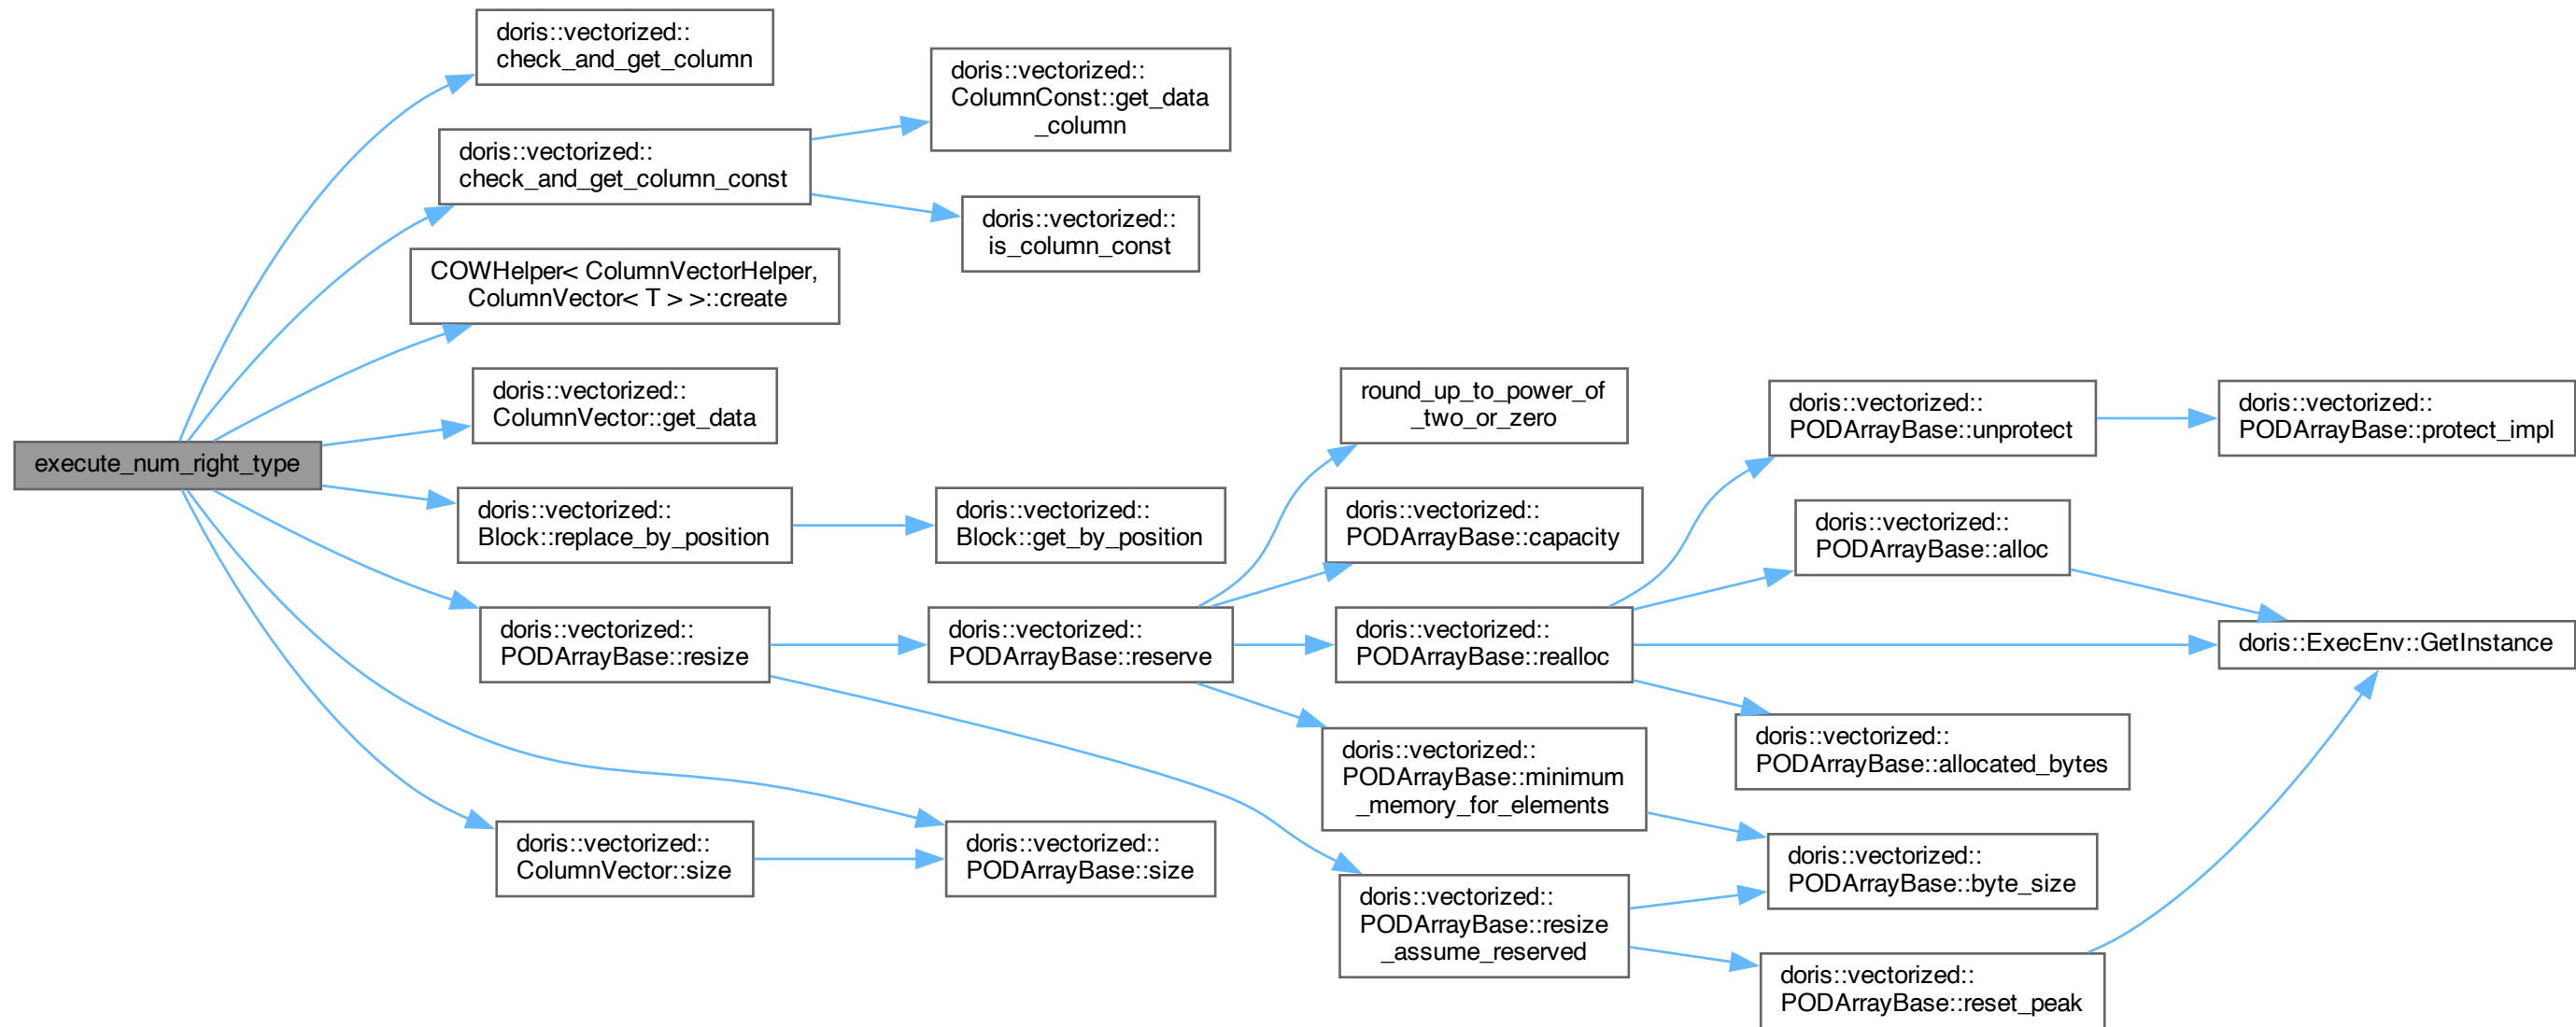 execute_num_right_type
doris::vectorized::
check_and_get_column
doris::vectorized::
check_and_get_column_const
COWHelper< ColumnVectorHelper,
ColumnVector< T > >::create
doris::vectorized::
ColumnVector::get_data
doris::vectorized::
Block::replace_by_position
doris::vectorized::
PODArrayBase::resize
doris::vectorized::
ColumnVector::size
doris::vectorized::
ColumnConst::get_data
_column
doris::vectorized::
is_column_const
doris::vectorized::
Block::get_by_position
doris::vectorized::
PODArrayBase::reserve
doris::vectorized::
PODArrayBase::size
round_up_to_power_of
_two_or_zero
doris::vectorized::
PODArrayBase::capacity
doris::vectorized::
PODArrayBase::realloc
doris::vectorized::
PODArrayBase::minimum
_memory_for_elements
doris::vectorized::
PODArrayBase::resize
_assume_reserved
doris::vectorized::
PODArrayBase::unprotect
doris::vectorized::
PODArrayBase::alloc
doris::vectorized::
PODArrayBase::allocated_bytes
doris::vectorized::
PODArrayBase::byte_size
doris::vectorized::
PODArrayBase::reset_peak
doris::vectorized::
PODArrayBase::protect_impl
doris::ExecEnv::GetInstance